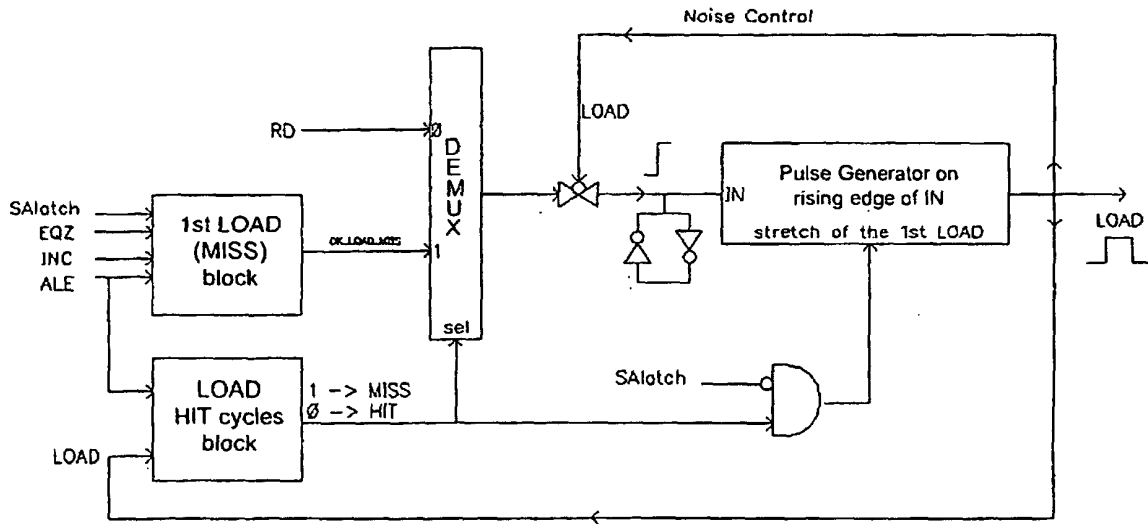 Noise Control
LOAD
RD
Ø
DEMUX
1
sel
SAlatch
EQZ
INC
ALE
1st LOAD
(MISS)
block
IN
Pulse Generator on
rising edge of IN
stretch of the 1st LOAD
LOAD
LOAD
HIT cycles
block
1 -> MISS
Ø -> HIT
SAlatch
LOAD